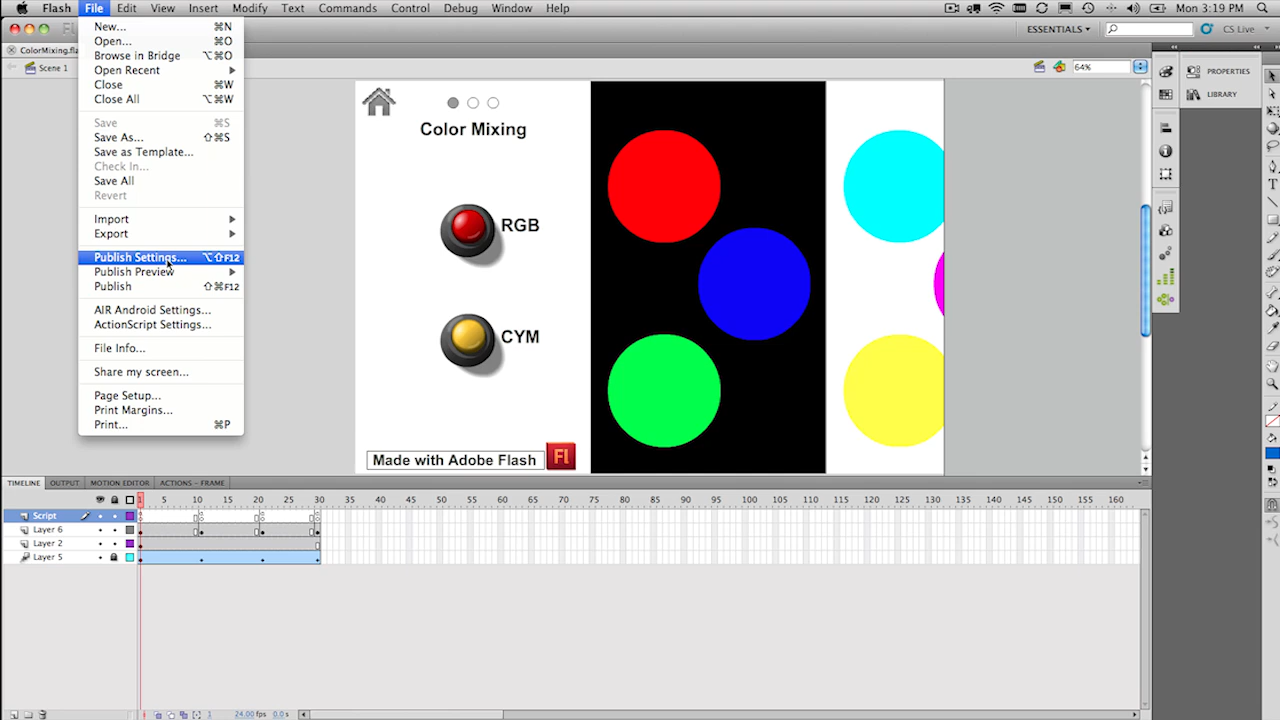 Flash File Edit View Insert Modify Text Commands Control Debug Window Help Mon 3:19 PM
ESSENTIALS CS Live
ColorMixing.fla
Scene 1 64%
New... ⌘N
Open... ⌘O
Browse in Bridge ⌥⌘O
Open Recent
Close ⌘W
Close All ⌥⌘W
Save ⌘S
Save As... ⇧⌘S
Save as Template...
Check In...
Save All
Revert
Import
Export
Publish Settings... ⌥⇧F12
Publish Preview
Publish ⇧⌘F12
AIR Android Settings...
ActionScript Settings...
File Info...
Share my screen...
Page Setup...
Print Margins...
Print... ⌘P
Color Mixing
RGB
CYM
Made with Adobe Flash Fl
PROPERTIES
LIBRARY
TIMELINE OUTPUT MOTION EDITOR ACTIONS - FRAME
1 5 10 15 20 25 30 35 40 45 50 55 60 65 70 75 80 85 90 95 100 105 110 115 120 125 130 135 140 145 150 155 160
Script
Layer 6
Layer 2
Layer 5
1 24.00 fps 0.0 s